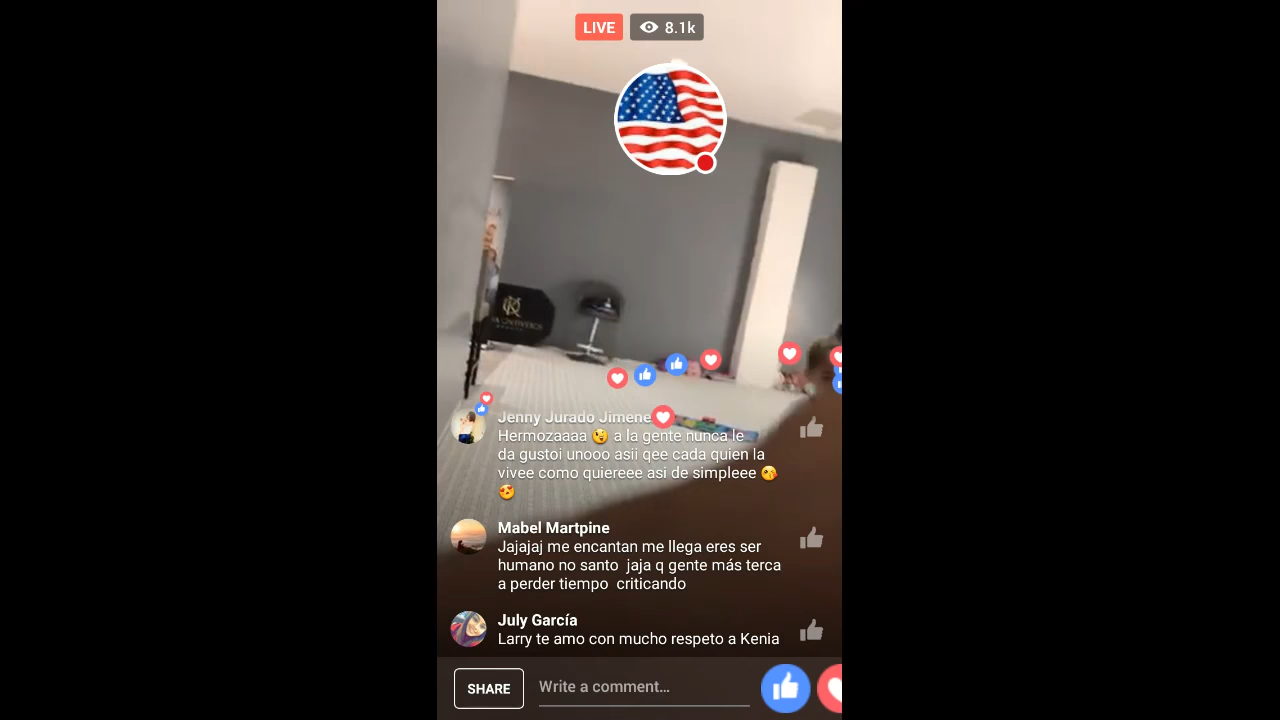 LIVE 8.1k
Jenny Jurado Jimene
Hermozaaaa 😘 a la gente nunca le
da gustoi unooo asii qee cada quien la
vivee como quiereee asi de simpleee 😘
😍
Mabel Martpine
Jajajaj me encantan me llega eres ser
humano no santo jaja q gente más terca
a perder tiempo criticando
July García
Larry te amo con mucho respeto a Kenia
SHARE Write a comment...